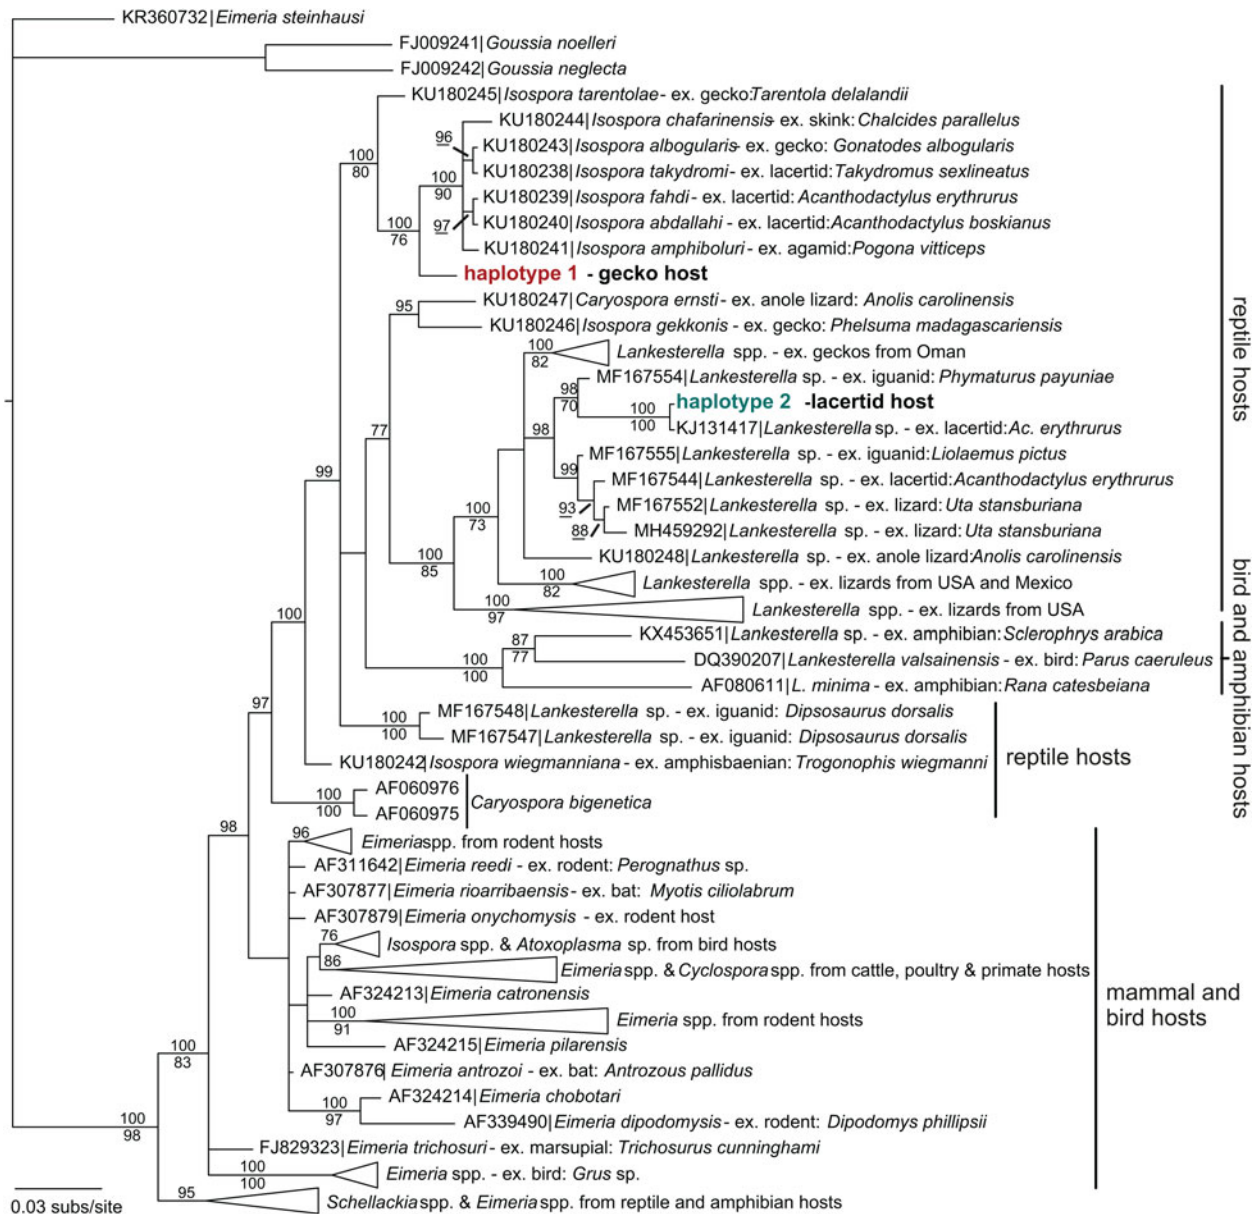 KR360732|Eimeria steinhausi
FJ009241|Goussia noelleri
FJ009242|Goussia neglecta
KU180245|Isospora tarentolae- ex. gecko:Tarentola delalandii
KU180244|Isospora chafarinensis- ex. skink: Chalcides parallelus
96
KU180243|Isospora albogularis- ex. gecko: Gonatodes albogularis
100
80
KU180238|Isospora takydromi- ex. lacertid: Takydromus sexlineatus
100
90
KU180239|Isospora fahdi- ex. lacertid: Acanthodactylus erythrurus
100
76
97
KU180240|Isospora abdallahi- ex. lacertid:Acanthodactylus boskianus
KU180241|Isospora amphiboluri- ex. agamid:Pogona vitticeps
haplotype 1 - gecko host
95
KU180247|Caryospora ernsti- ex. anole lizard: Anolis carolinensis
KU180246|Isospora gekkonis - ex. gecko: Phelsuma madagascariensis
100
82
Lankesterella spp. - ex. geckos from Oman
MF167554|Lankesterella sp. - ex. iguanid: Phymaturus payuniae
98
70
haplotype 2 -lacertid host
100
100
KJ131417|Lankesterella sp. - ex. lacertid:Ac. erythrurus
77
98
MF167555|Lankesterella sp. - ex. iguanid:Liolaemus pictus
99
99
MF167544|Lankesterella sp. - ex. lacertid:Acanthodactylus erythrurus
93
MF167552|Lankesterella sp. - ex. lizard: Uta stansburiana
100
73
88
MH459292|Lankesterella sp. - ex. lizard: Uta stansburiana
100
85
KU180248|Lankesterella sp. - ex. anole lizard:Anolis carolinensis
100
82
Lankesterella spp. - ex. lizards from USA and Mexico
100
97
Lankesterella spp. - ex. lizards from USA
reptile hosts
100
87
77
KX453651|Lankesterella sp. - ex. amphibian: Sclerophrys arabica
100
100
DQ390207|Lankesterella valsainensis - ex. bird: Parus caeruleus
AF080611|L. minima - ex. amphibian: Rana catesbeiana
bird and amphibian hosts
97
100
100
MF167548|Lankesterella sp. - ex. iguanid: Dipsosaurus dorsalis
MF167547|Lankesterella sp. - ex. iguanid: Dipsosaurus dorsalis
KU180242|Isospora wiegmanniana - ex. amphisbaenian: Trogonophis wiegmanni
reptile hosts
100
100
AF060976
AF060975
Caryospora bigenetica
98
96
Eimeria spp. from rodent hosts
AF311642|Eimeria reedi - ex. rodent: Perognathus sp.
AF307877|Eimeria rioarribaensis - ex. bat: Myotis ciliolabrum
AF307879|Eimeria onychomysis - ex. rodent host
76
Isospora spp. & Atoxoplasma sp. from bird hosts
86
Eimeria spp. & Cyclospora spp. from cattle, poultry & primate hosts
AF324213|Eimeria catronensis
100
91
Eimeria spp. from rodent hosts
mammal and
bird hosts
AF324215|Eimeria pilarensis
100
83
AF307876|Eimeria antrozoi - ex. bat: Antrozous pallidus
AF324214|Eimeria chobotari
100
97
AF339490|Eimeria dipodomysis - ex. rodent: Dipodomys phillipsii
100
98
FJ829323|Eimeria trichosuri - ex. marsupial: Trichosurus cunninghami
100
100
Eimeria spp. - ex. bird: Grus sp.
95
Schellackia spp. & Eimeria spp. from reptile and amphibian hosts
0.03 subs/site